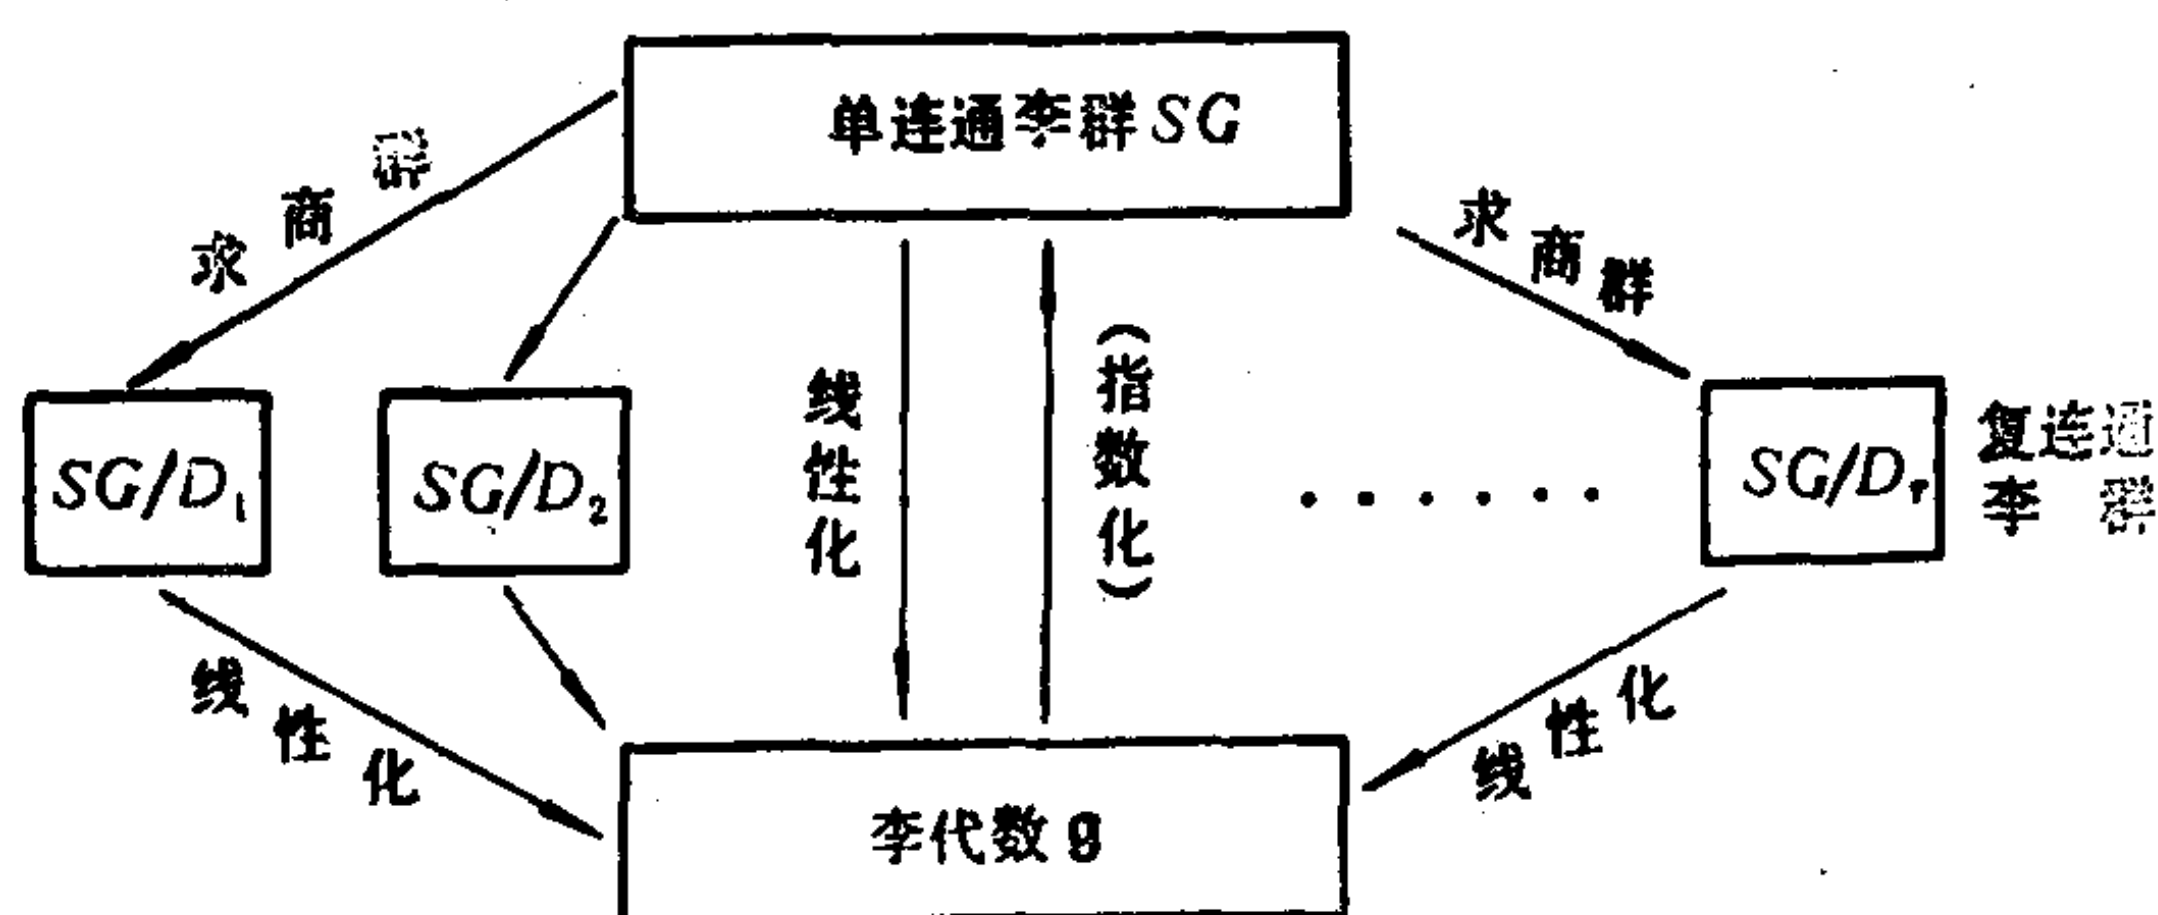 单连通李群SG
求商群
求商群
线性化
(指数化)
SG/D₁
SG/D₂
······
SG/Dᵣ
复连通
李 群
线性化
线性化
李代数 g